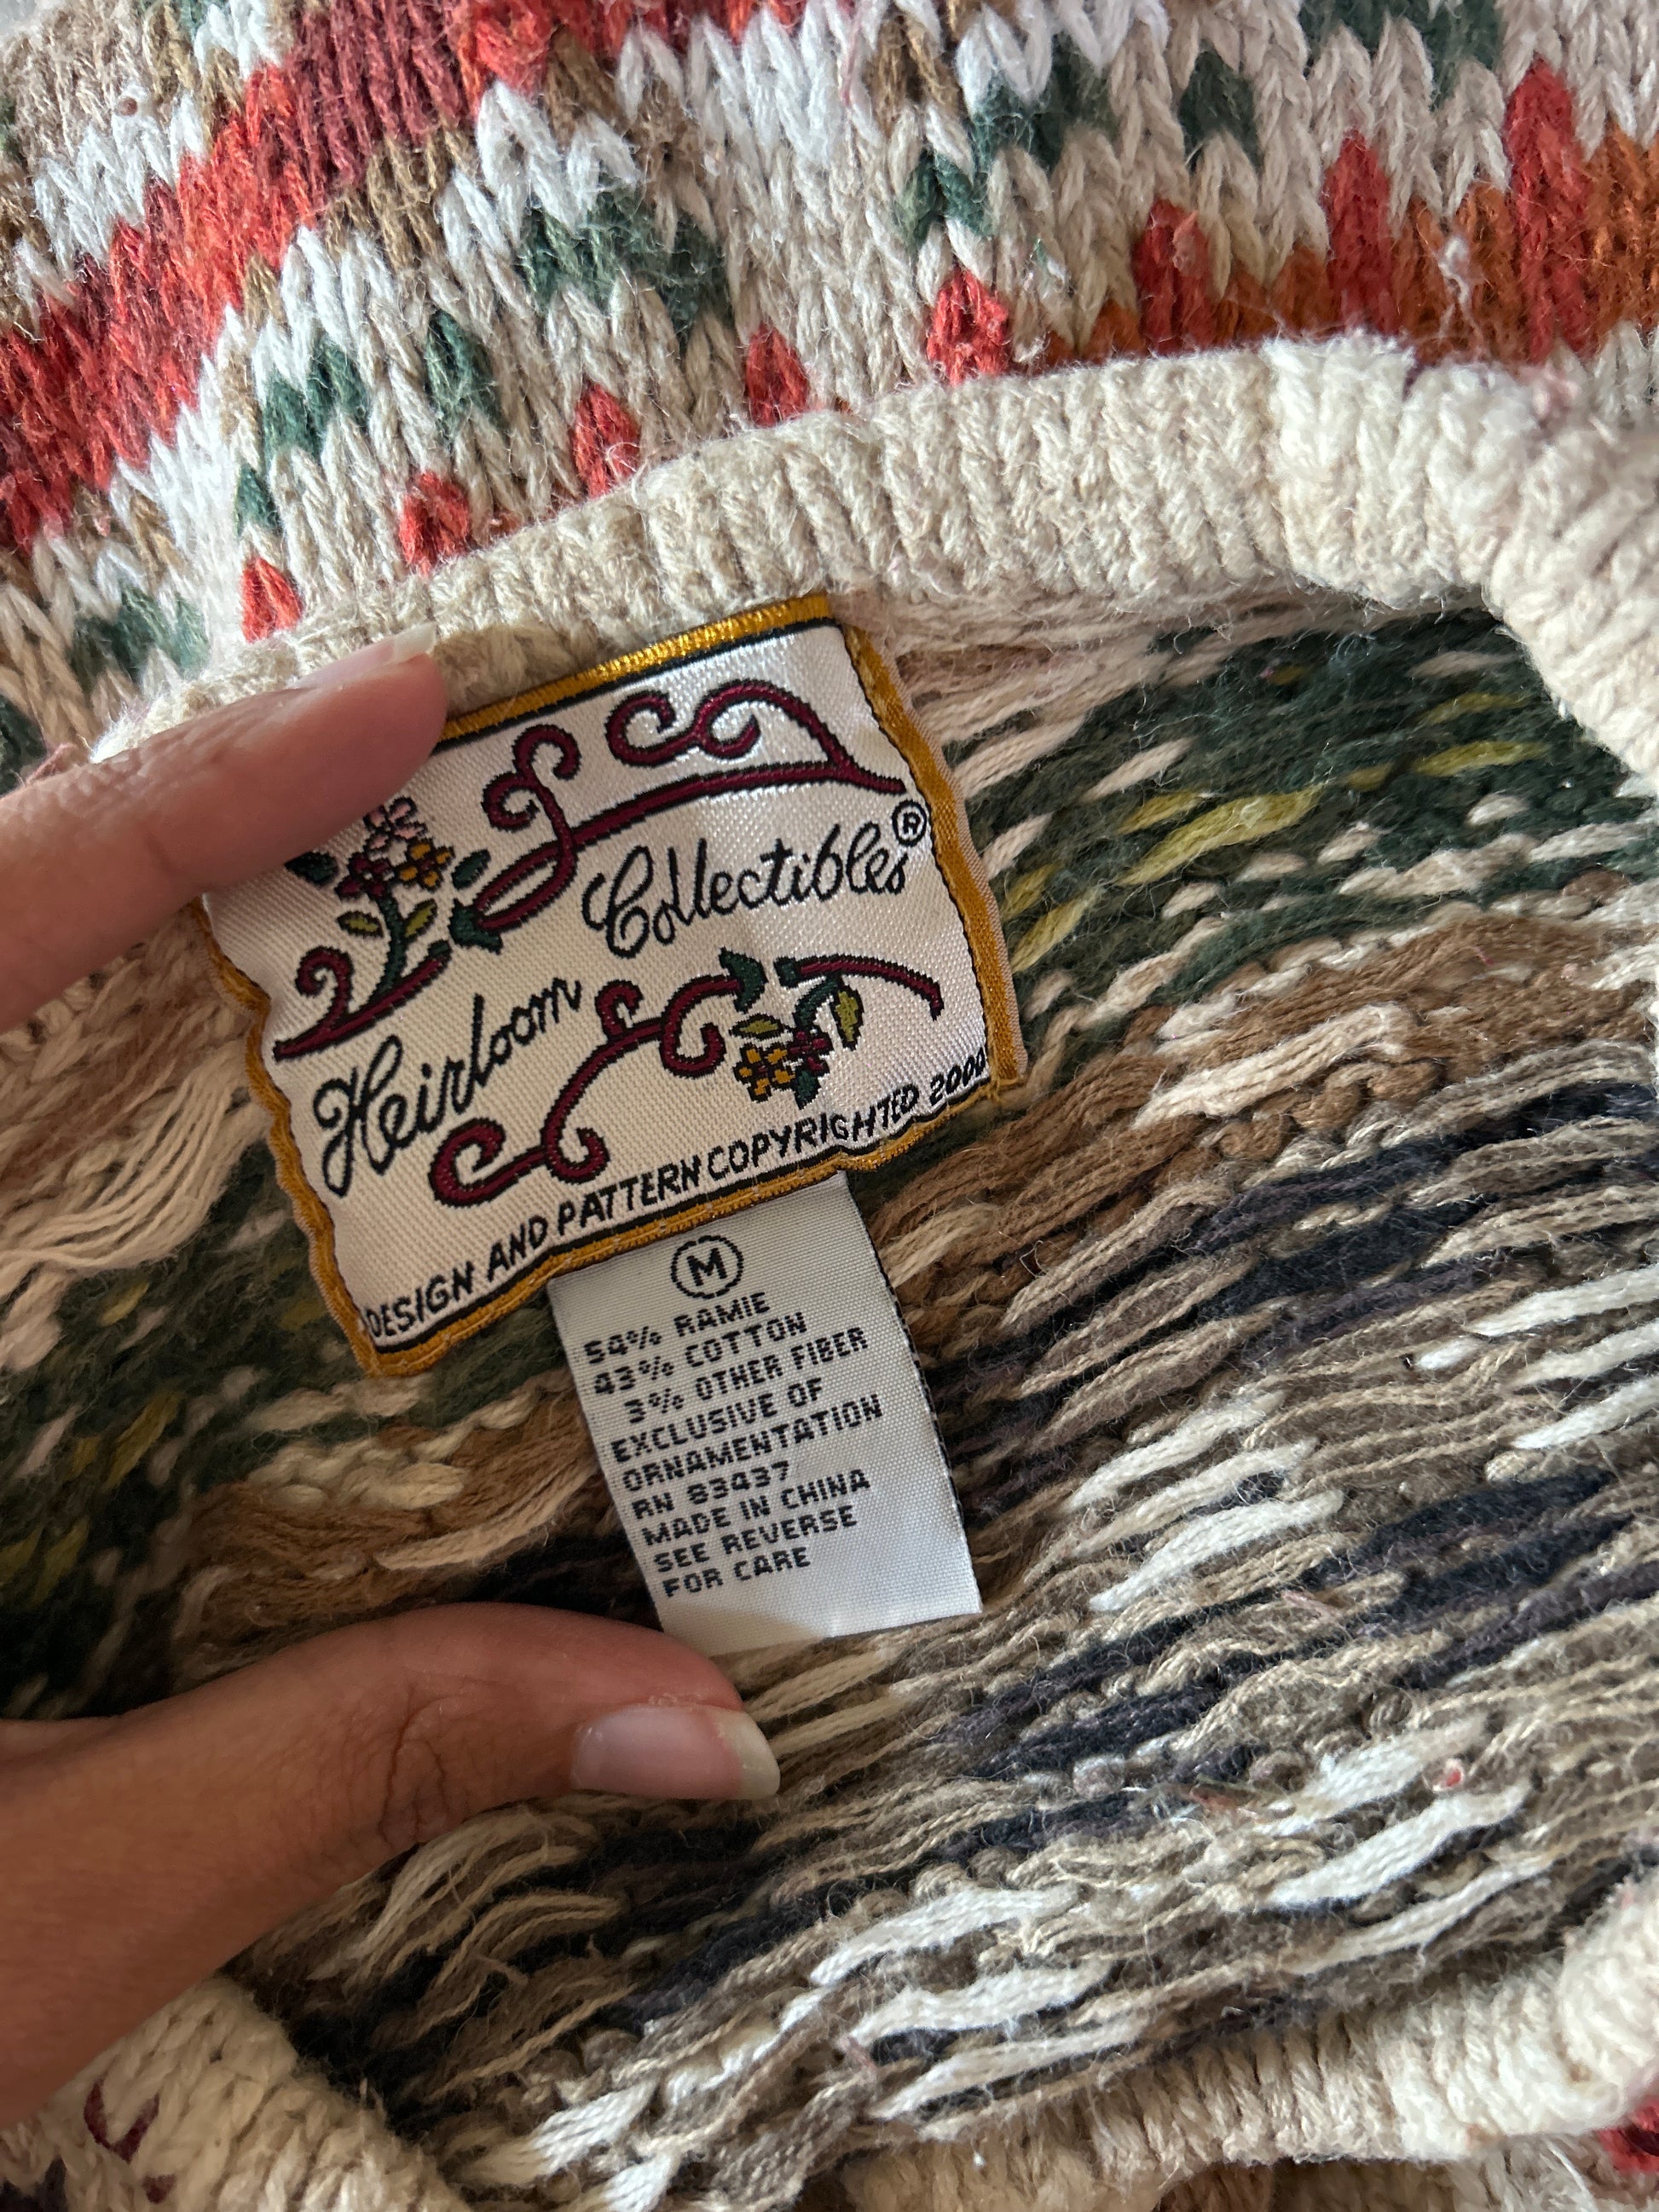 Heirloom Collectibles®
DESIGN AND PATTERN COPYRIGHTED 2000
M
54% RAMIE
43% COTTON
3% OTHER FIBER
EXCLUSIVE OF
ORNAMENTATION
RN 83437
MADE IN CHINA
SEE REVERSE
FOR CARE